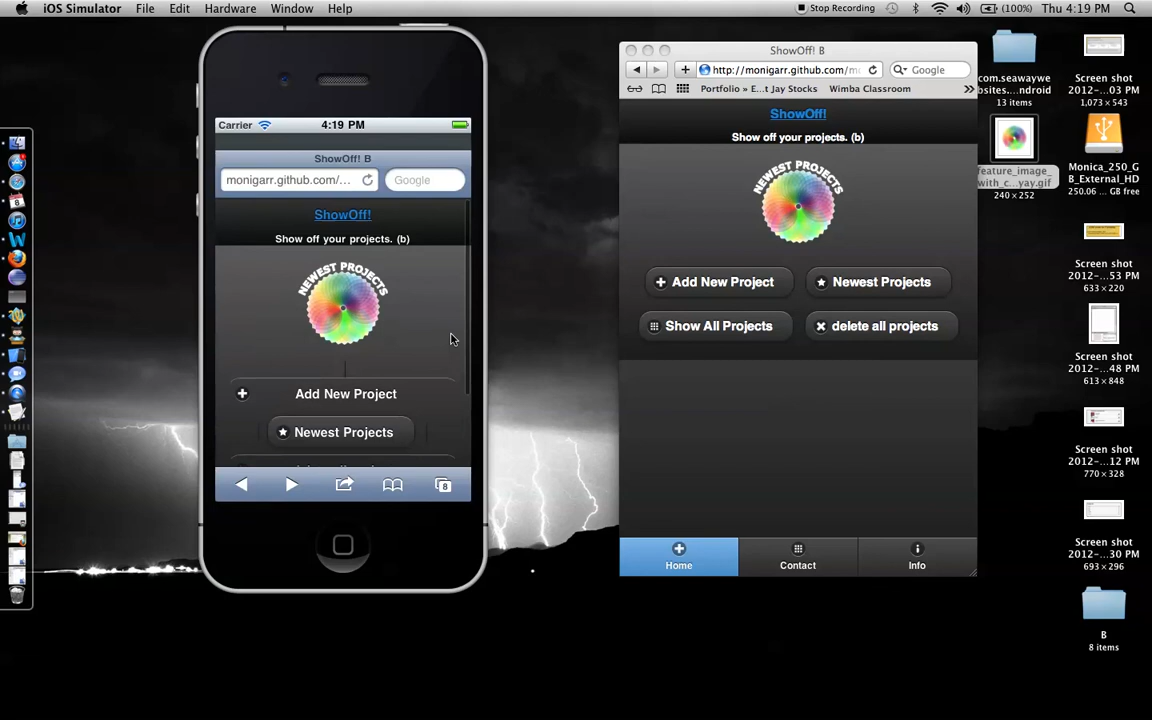 iOS Simulator File Edit Hardware Window Help
Stop Recording (100%) Thu 4:19 PM
Carrier 4:19 PM
ShowOff! B
monigarr.github.com/... Google
ShowOff!
Show off your projects. (b)
NEWEST PROJECTS
Add New Project
Newest Projects
8
ShowOff! B
http://monigarr.github.com/m Google
Portfolio » E...t Jay Stocks Wimba Classroom
ShowOff!
Show off your projects. (b)
NEWEST PROJECTS
Add New Project
Newest Projects
Show All Projects
delete all projects
Home
Contact
Info
com.seawaywe
bsites....ndroid
13 items
feature_image_
with_c...yay.gif
240×252
Screen shot
2012-...03 PM
1,073 × 543
Monica_250_G
B_External_HD
250.06 ... GB free
Screen shot
2012-...53 PM
633 × 220
Screen shot
2012-...48 PM
613 × 848
Screen shot
2012-...12 PM
770 × 328
Screen shot
2012-...30 PM
693 × 296
B
8 items